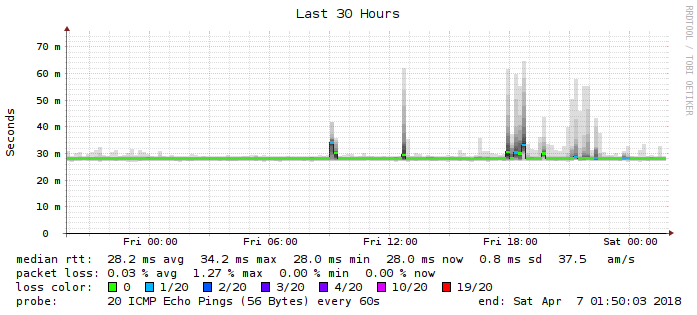 Last 30 Hours
RRDTOOL / TOBI OETIKER
Seconds
70 m
60 m
50 m
40 m
30 m
20 m
10 m
0
Fri 00:00 Fri 06:00 Fri 12:00 Fri 18:00 Sat 00:00
median rtt: 28.2 ms avg 34.2 ms max 28.0 ms min 28.0 ms now 0.8 ms sd 37.5 am/s
packet loss: 0.03 % avg 1.27 % max 0.00 % min 0.00 % now
loss color: 0 1/20 2/20 3/20 4/20 10/20 19/20
probe: 20 ICMP Echo Pings (56 Bytes) every 60s end: Sat Apr 7 01:50:03 2018